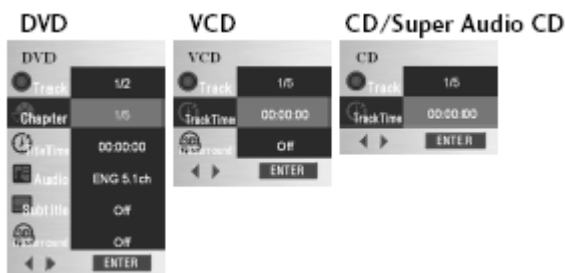 DVD
VCD
CD/Super Audio CD
DVD
Track 1/2
Chapter 1/5
TitleTime 00:00:00
Audio ENG 5.1ch
Subtitle Off
Off
ENTER
VCD
Track 1/5
TrackTime 00:00:00
Off
ENTER
CD
Track 1/5
TrackTime 00:00:00
ENTER